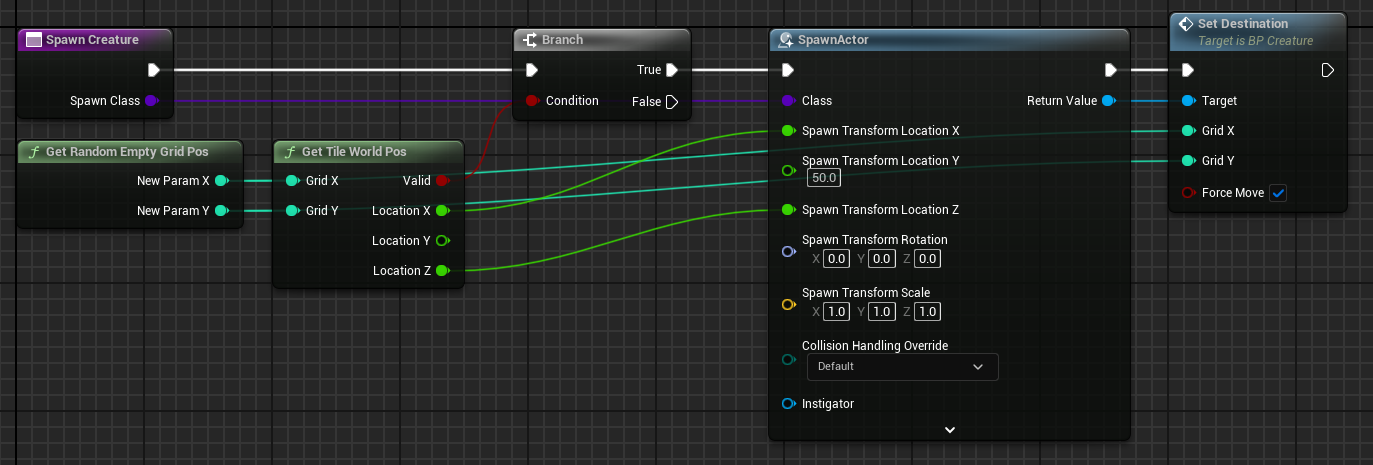 Spawn Creature
Spawn Class
Get Random Empty Grid Pos
New Param X
New Param Y
Get Tile World Pos
Grid X Valid
Grid Y Location X
Location Y
Location Z
Branch
True
Condition False
SpawnActor
Class Return Value
Spawn Transform Location X
Spawn Transform Location Y
50.0
Spawn Transform Location Z
Spawn Transform Rotation
X 0.0 Y 0.0 Z 0.0
Spawn Transform Scale
X 1.0 Y 1.0 Z 1.0
Collision Handling Override
Default
Instigator
Set Destination
Target is BP Creature
Target
Grid X
Grid Y
Force Move